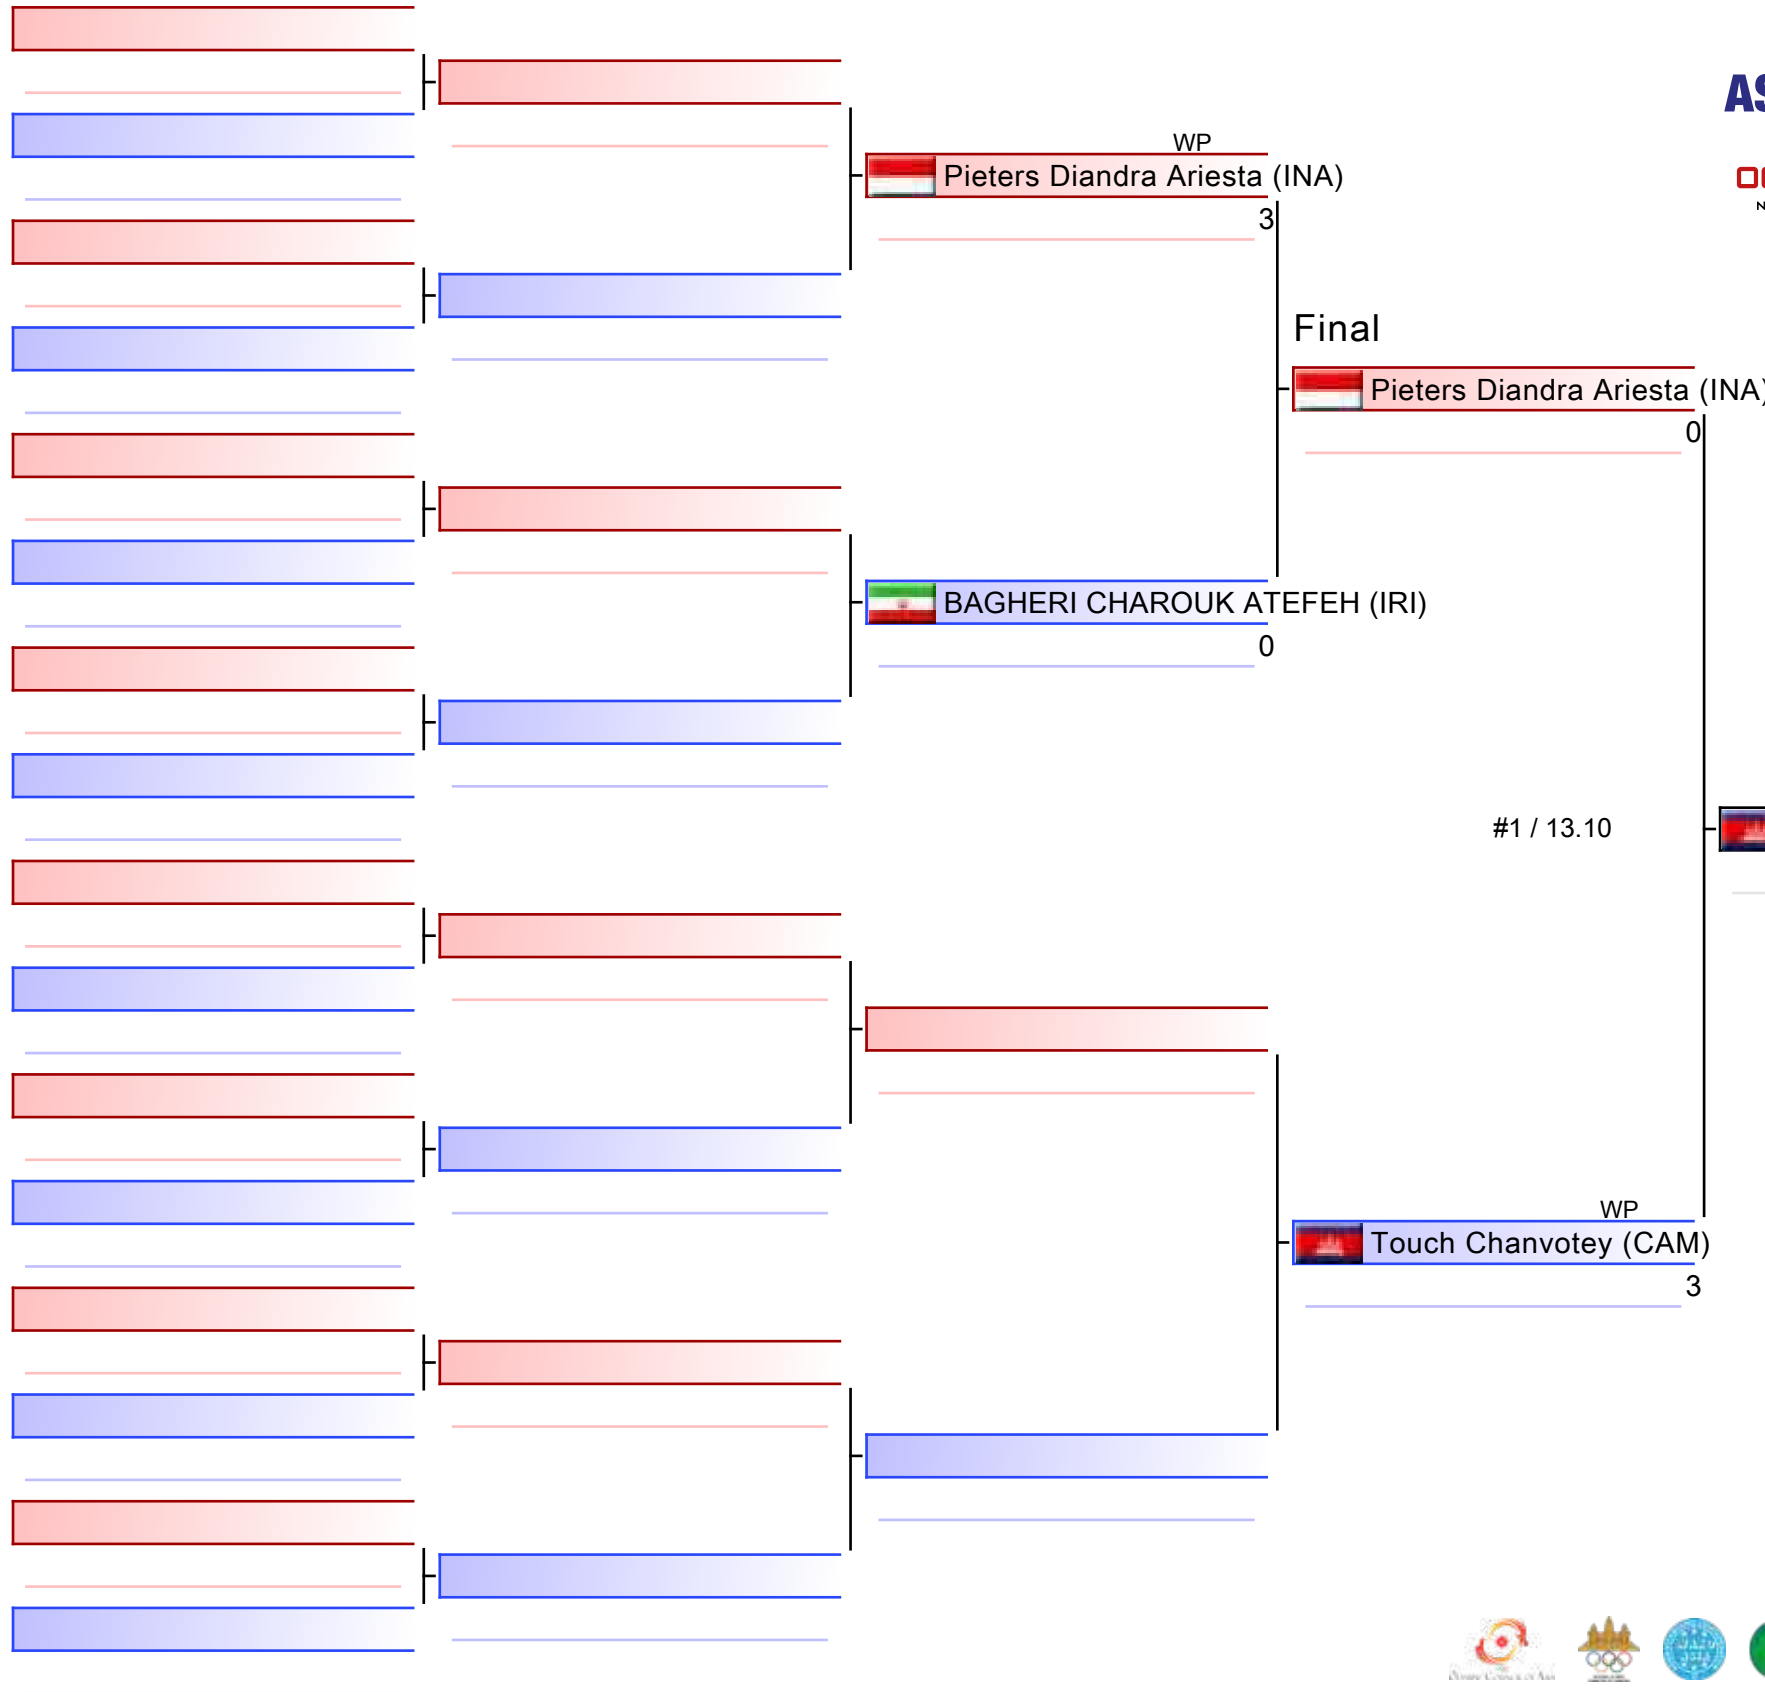 AS
WP
Pieters Diandra Ariesta (INA)
3
Final
Pieters Diandra Ariesta (INA)
0
BAGHERI CHAROUK ATEFEH (IRI)
0
#1 / 13.10
WP
Touch Chanvotey (CAM)
3